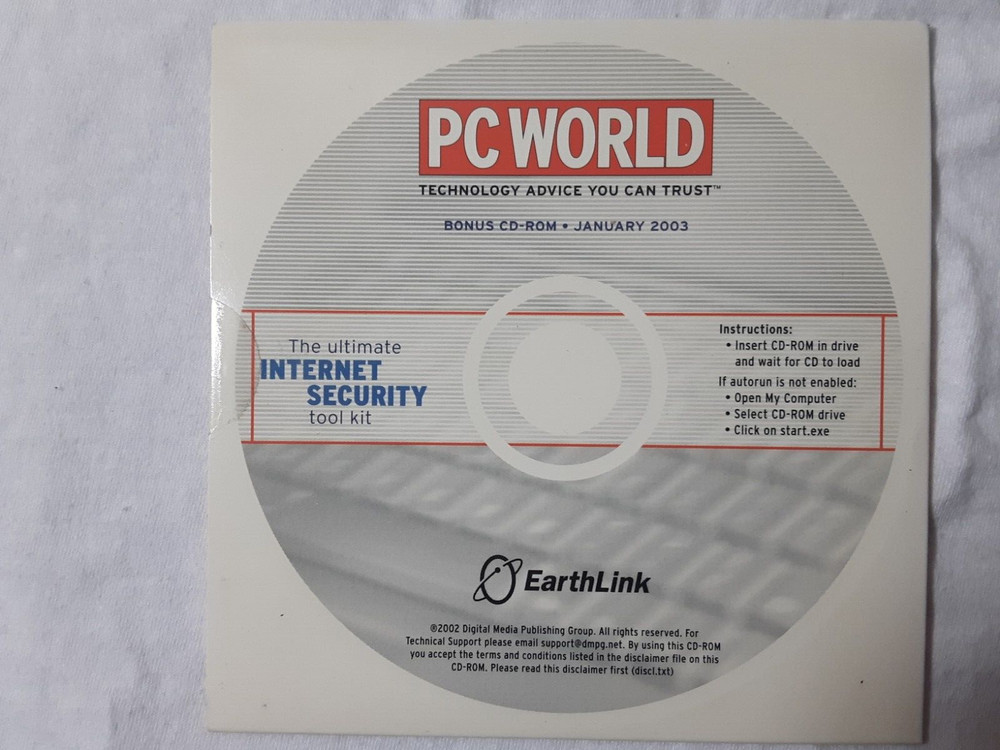 PC WORLD
TECHNOLOGY ADVICE YOU CAN TRUST™
BONUS CD-ROM • JANUARY 2003
The ultimate
INTERNET
SECURITY
tool kit
Instructions:
• Insert CD-ROM in drive
and wait for CD to load
If autorun is not enabled:
• Open My Computer
• Select CD-ROM drive
• Click on start.exe
EarthLink
©2002 Digital Media Publishing Group. All rights reserved. For
Technical Support please email support@dmpg.net. By using this CD-ROM
you accept the terms and conditions listed in the disclaimer file on this
CD-ROM. Please read this disclaimer first (discl.txt)